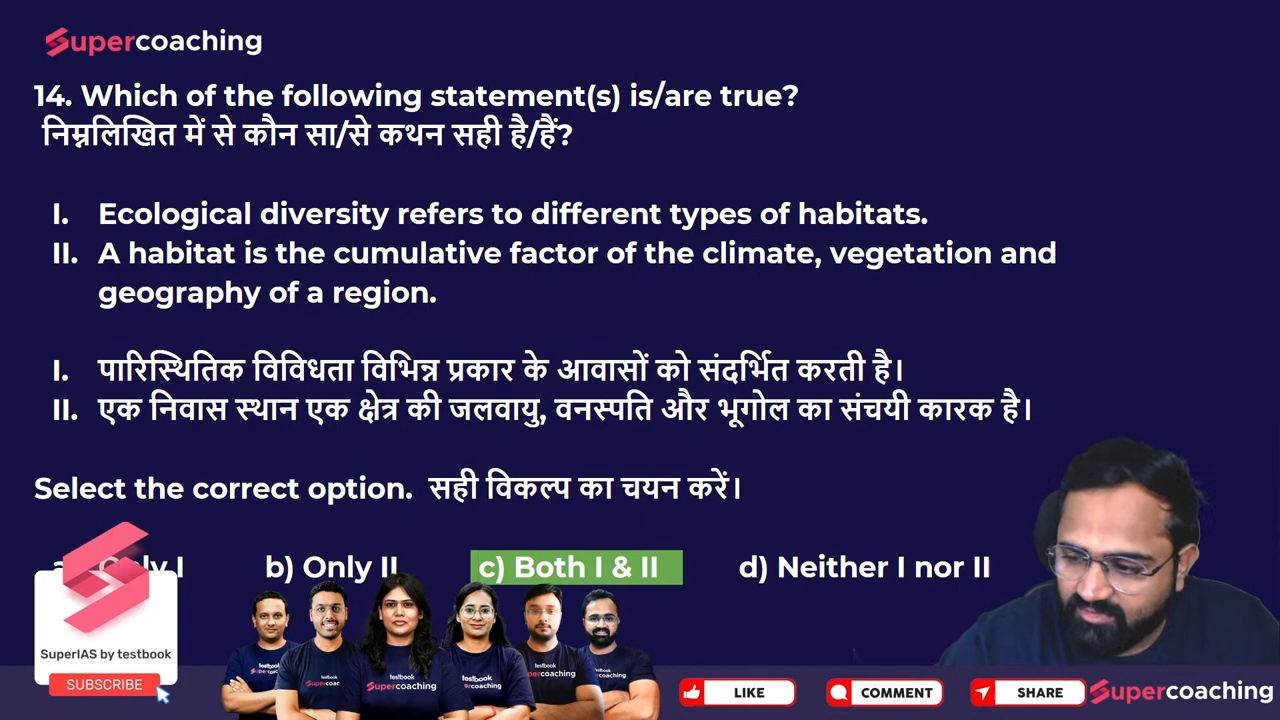 Supercoaching
14. Which of the following statement(s) is/are true?
निम्नलिखित में से कौन सा/से कथन सही है/हैं?
I. Ecological diversity refers to different types of habitats.
II. A habitat is the cumulative factor of the climate, vegetation and
geography of a region.
I. पारिस्थितिक विविधता विभिन्न प्रकार के आवासों को संदर्भित करती है।
II. एक निवास स्थान एक क्षेत्र की जलवायु, वनस्पति और भूगोल का संचयी कारक है।
Select the correct option. सही विकल्प का चयन करें।
a) Only I b) Only II c) Both I & II d) Neither I nor II
SuperIAS by testbook
SUBSCRIBE
testbook
Supercoaching
testbook
LIKE
COMMENT
SHARE
Supercoaching